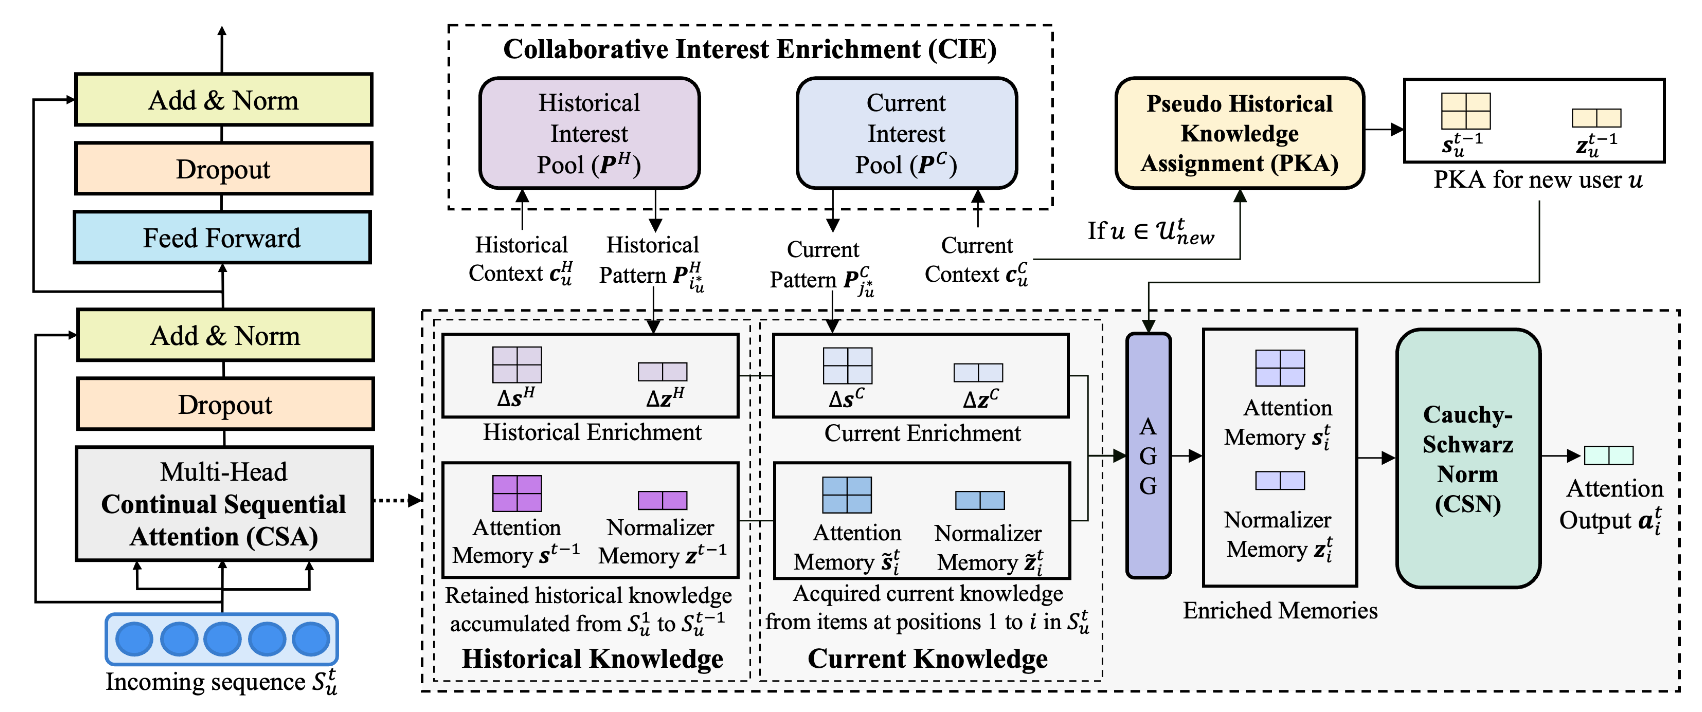 Add & Norm
Dropout
Feed Forward
Add & Norm
Dropout
Multi-Head
Continual Sequential
Attention (CSA)
Incoming sequence S_u^t
Collaborative Interest Enrichment (CIE)
Historical
Interest
Pool (P^H)
Current
Interest
Pool (P^C)
Historical
Context c_u^H
Historical
Pattern P_{i_u^*}^H
Current
Pattern P_{j_u^*}^C
Current
Context c_u^C
If u ∈ 𝒰_{new}^t
Pseudo Historical
Knowledge
Assignment (PKA)
s_u^{t-1}
z_u^{t-1}
PKA for new user u
Δs^H
Δz^H
Historical Enrichment
Attention
Memory s^{t-1}
Normalizer
Memory z^{t-1}
Retained historical knowledge
accumulated from S_u^1 to S_u^{t-1}
Historical Knowledge
Δs^C
Δz^C
Current Enrichment
Attention
Memory s̃_i^t
Normalizer
Memory z̃_i^t
Acquired current knowledge
from items at positions 1 to i in S_u^t
Current Knowledge
A
G
G
Attention
Memory s_i^t
Normalizer
Memory z_i^t
Enriched Memories
Cauchy-
Schwarz
Norm
(CSN)
Attention
Output a_i^t